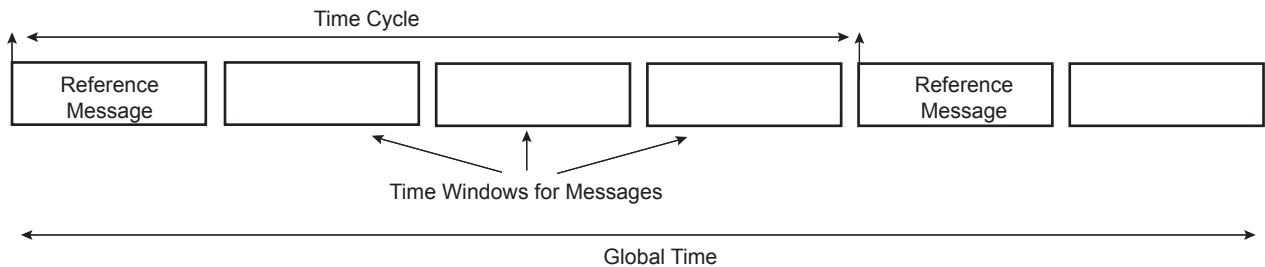 Time Cycle
Reference
Message
Reference
Message
Time Windows for Messages
Global Time